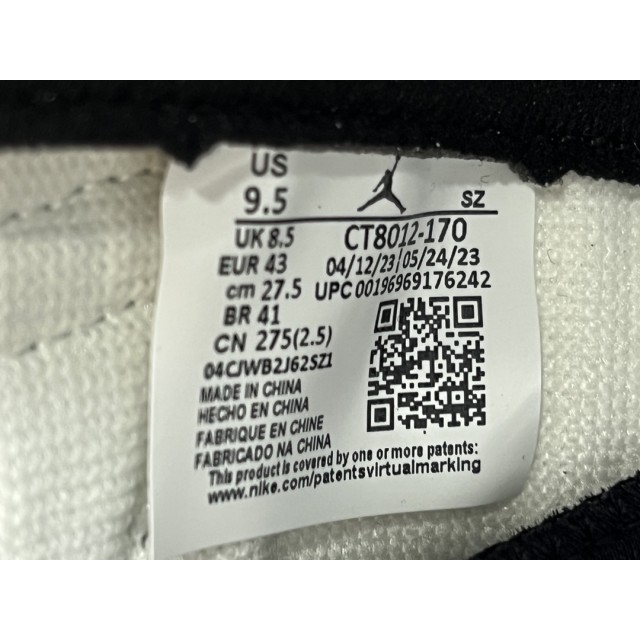 US
9.5
SZ
UK 8.5
CT8012-170
EUR 43
04/12/23/05/24/23
cm 27.5
UPC 00196969176242
BR 41
CN 275(2.5)
04CJWB2J62SZ1
MADE IN CHINA
HECHO EN CHINA
FABRIQUE EN CHINE
FABRICADO NA CHINA
This product is covered by one or more patents:
www.nike.com/patentsvirtualmarking